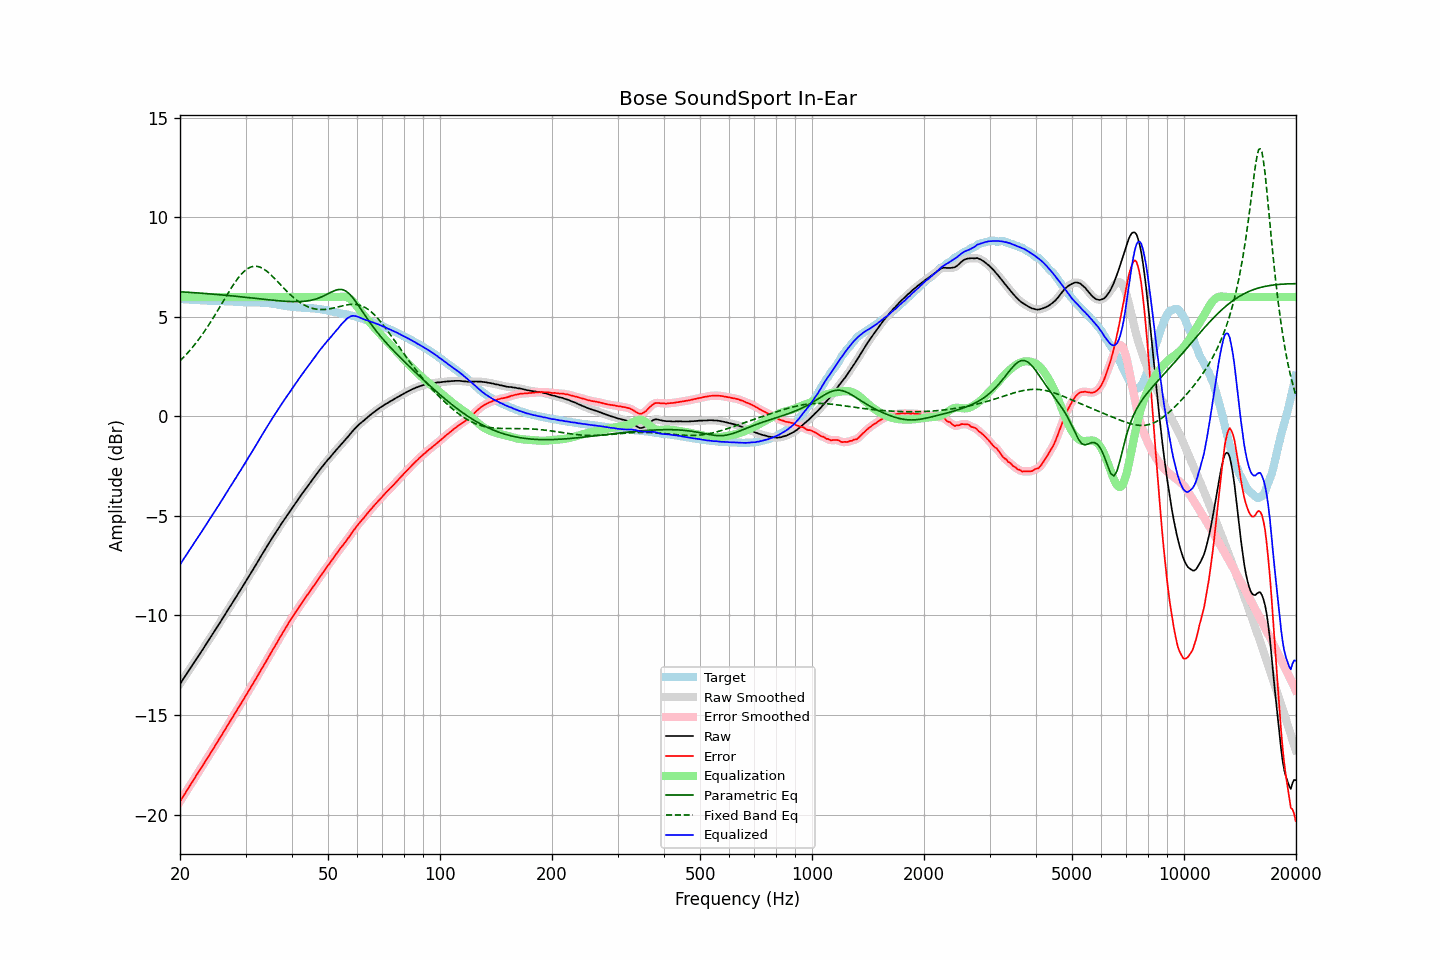 Bose SoundSport In-Ear
Amplitude (dBr)
15
10
5
0
−5
−10
−15
−20
Target
Raw Smoothed
Error Smoothed
Raw
Error
Equalization
Parametric Eq
Fixed Band Eq
Equalized
20 50 100 200 500 1000 2000 5000 10000 20000
Frequency (Hz)